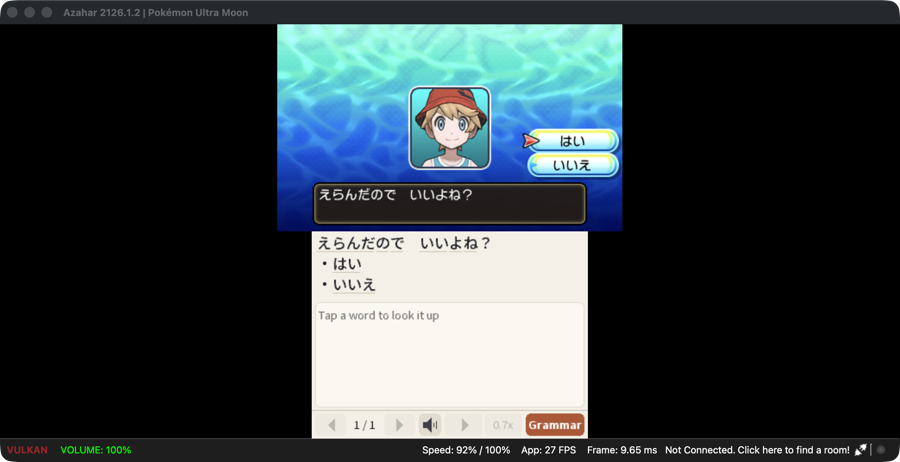 Azahar 2126.1.2 | Pokémon Ultra Moon
はい
いいえ
えらんだので　いいよね？
えらんだので　いいよね？
・はい
・いいえ
Tap a word to look it up
1 / 1
0.7x
Grammar
VULKAN VOLUME: 100% Speed: 92% / 100% App: 27 FPS Frame: 9.65 ms Not Connected. Click here to find a room!